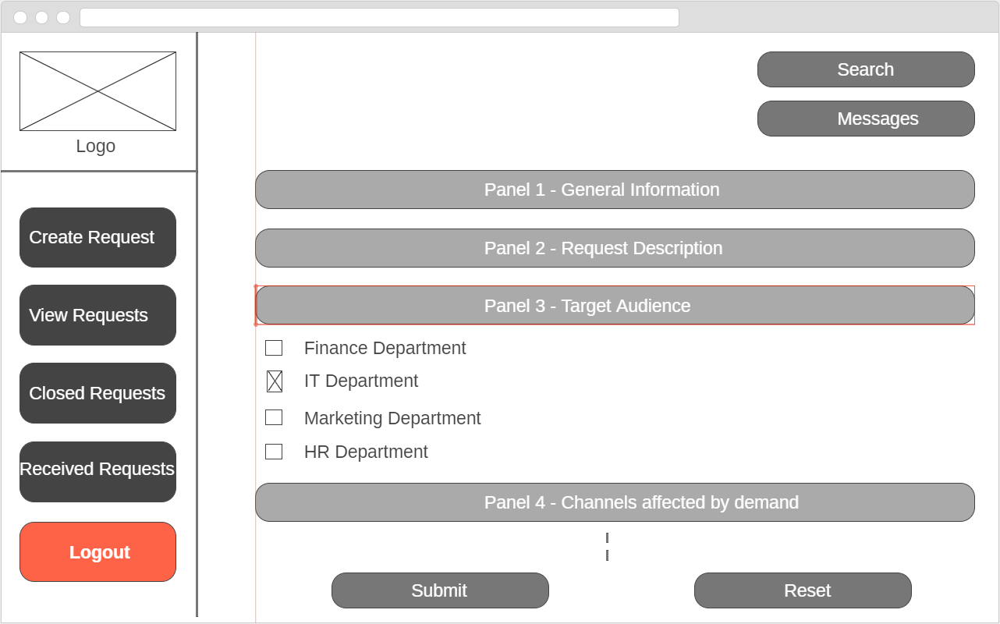 Logo
Create Request
View Requests
Closed Requests
Received Requests
Logout
Search
Messages
Panel 1 - General Information
Panel 2 - Request Description
Panel 3 - Target Audience
Finance Department
IT Department
Marketing Department
HR Department
Panel 4 - Channels affected by demand
Submit
Reset